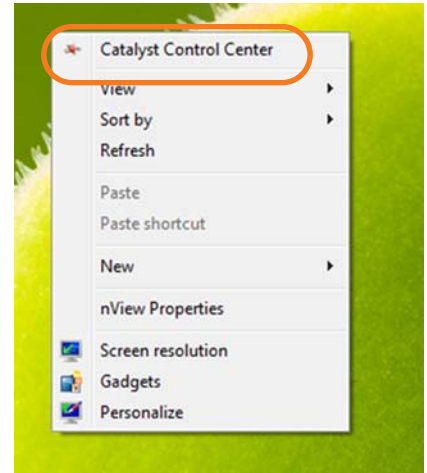 Catalyst Control Center
View
Sort by
Refresh
Paste
Paste shortcut
New
nView Properties
Screen resolution
Gadgets
Personalize